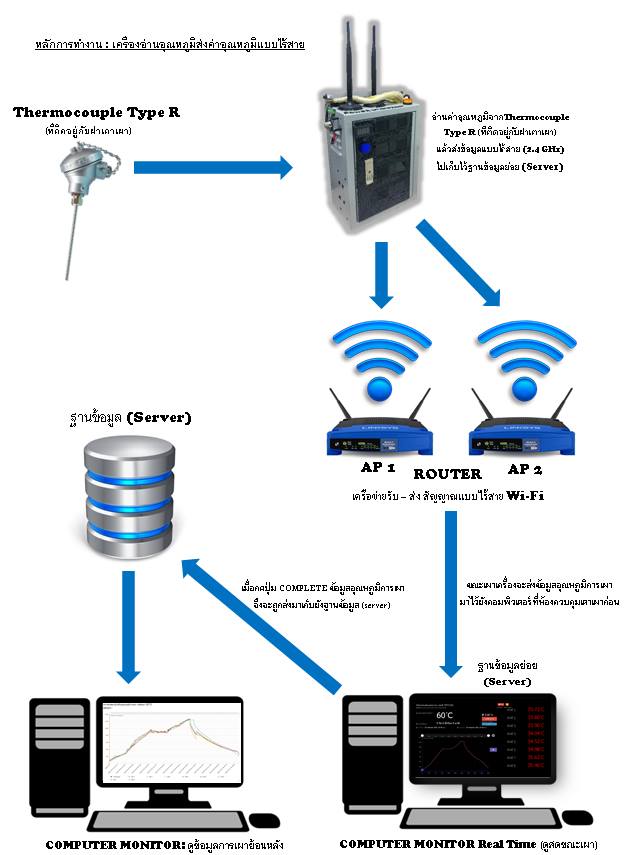 หลักการทำงาน : เครื่องอ่านอุณหภูมิส่งค่าอุณหภูมิแบบไร้สาย
Thermocouple Type R
(ที่ติดอยู่กับฝาเตาเผา)
อ่านค่าอุณหภูมิจากThermocouple
Type R (ที่ติดอยู่กับฝาเตาเผา)
แล้วส่งข้อมูลแบบไร้สาย (2.4 GHz)
ไปเก็บไว้ฐานข้อมูลย่อย (Server)
ฐานข้อมูล (Server)
LINKSYS
LINKSYS
AP 1
ROUTER
AP 2
เครือข่ายรับ – ส่ง สัญญาณแบบไร้สาย Wi-Fi
เมื่อกดปุ่ม COMPLETE ข้อมูลอุณหภูมิการเผา
จึงจะถูกส่งมาเก็บยังฐานข้อมูล (server)
ขณะเผาเครื่องจะส่งข้อมูลอุณหภูมิการเผา
มาไว้ยังคอมพิวเตอร์ที่ห้องควบคุมเตาเผาก่อน
ฐานข้อมูลย่อย
(Server)
60°C
COMPUTER MONITOR: ดูข้อมูลการเผาย้อนหลัง
COMPUTER MONITOR Real Time (ดูสดขณะเผา)